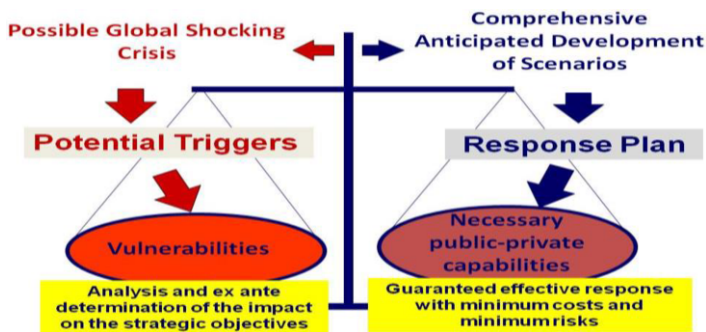 Possible Global Shocking
Crisis
Potential Triggers
Vulnerabilities
Analysis and ex ante
determination of the impact
on the strategic objectives
Comprehensive
Anticipated Development
of Scenarios
Response Plan
Necessary
public-private
capabilities
Guaranteed effective response
with minimum costs and
minimum risks